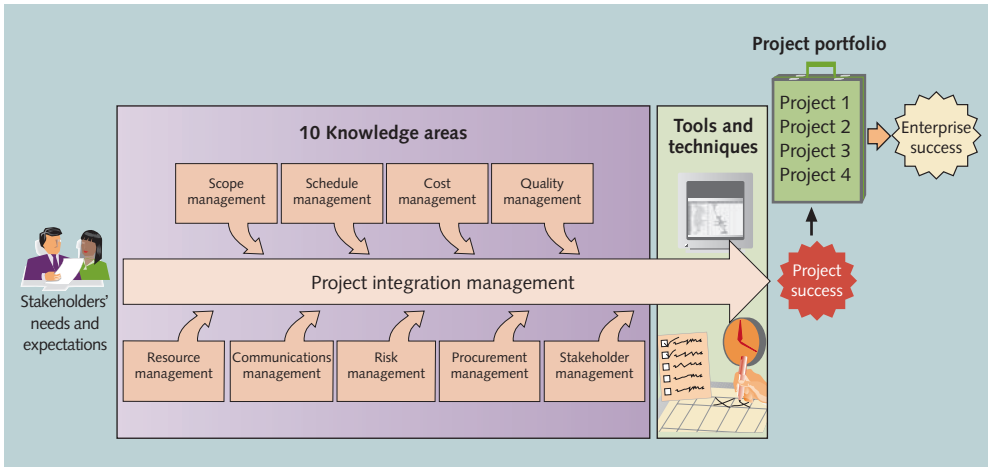 Project portfolio
Project 1
Project 2
Project 3
Project 4
Enterprise
success
10 Knowledge areas
Tools and
techniques
Scope
management
Schedule
management
Cost
management
Quality
management
Stakeholders'
needs and
expectations
Project integration management
Project
success
Resource
management
Communications
management
Risk
management
Procurement
management
Stakeholder
management